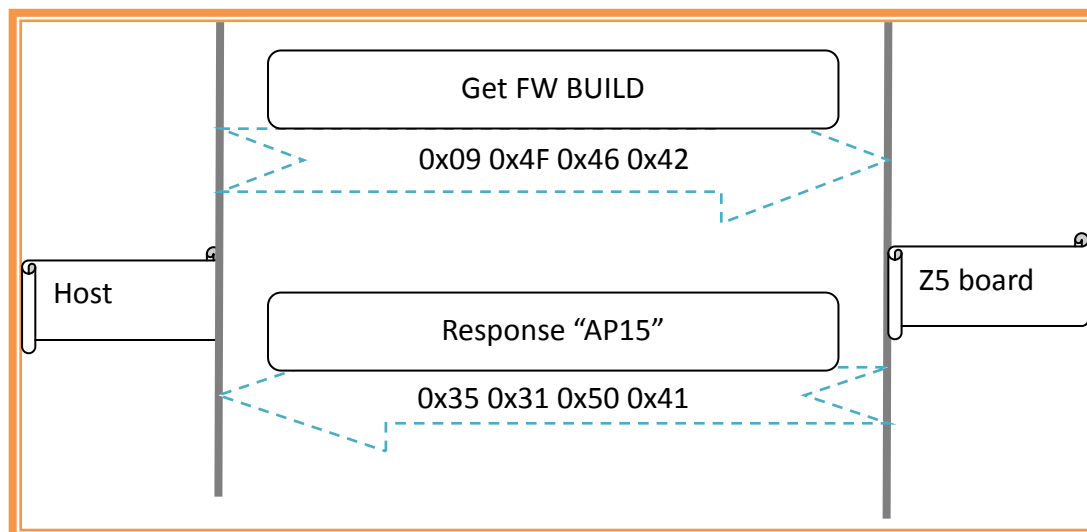 Get FW BUILD
0x09 0x4F 0x46 0x42
Host
Z5 board
Response “AP15”
0x35 0x31 0x50 0x41